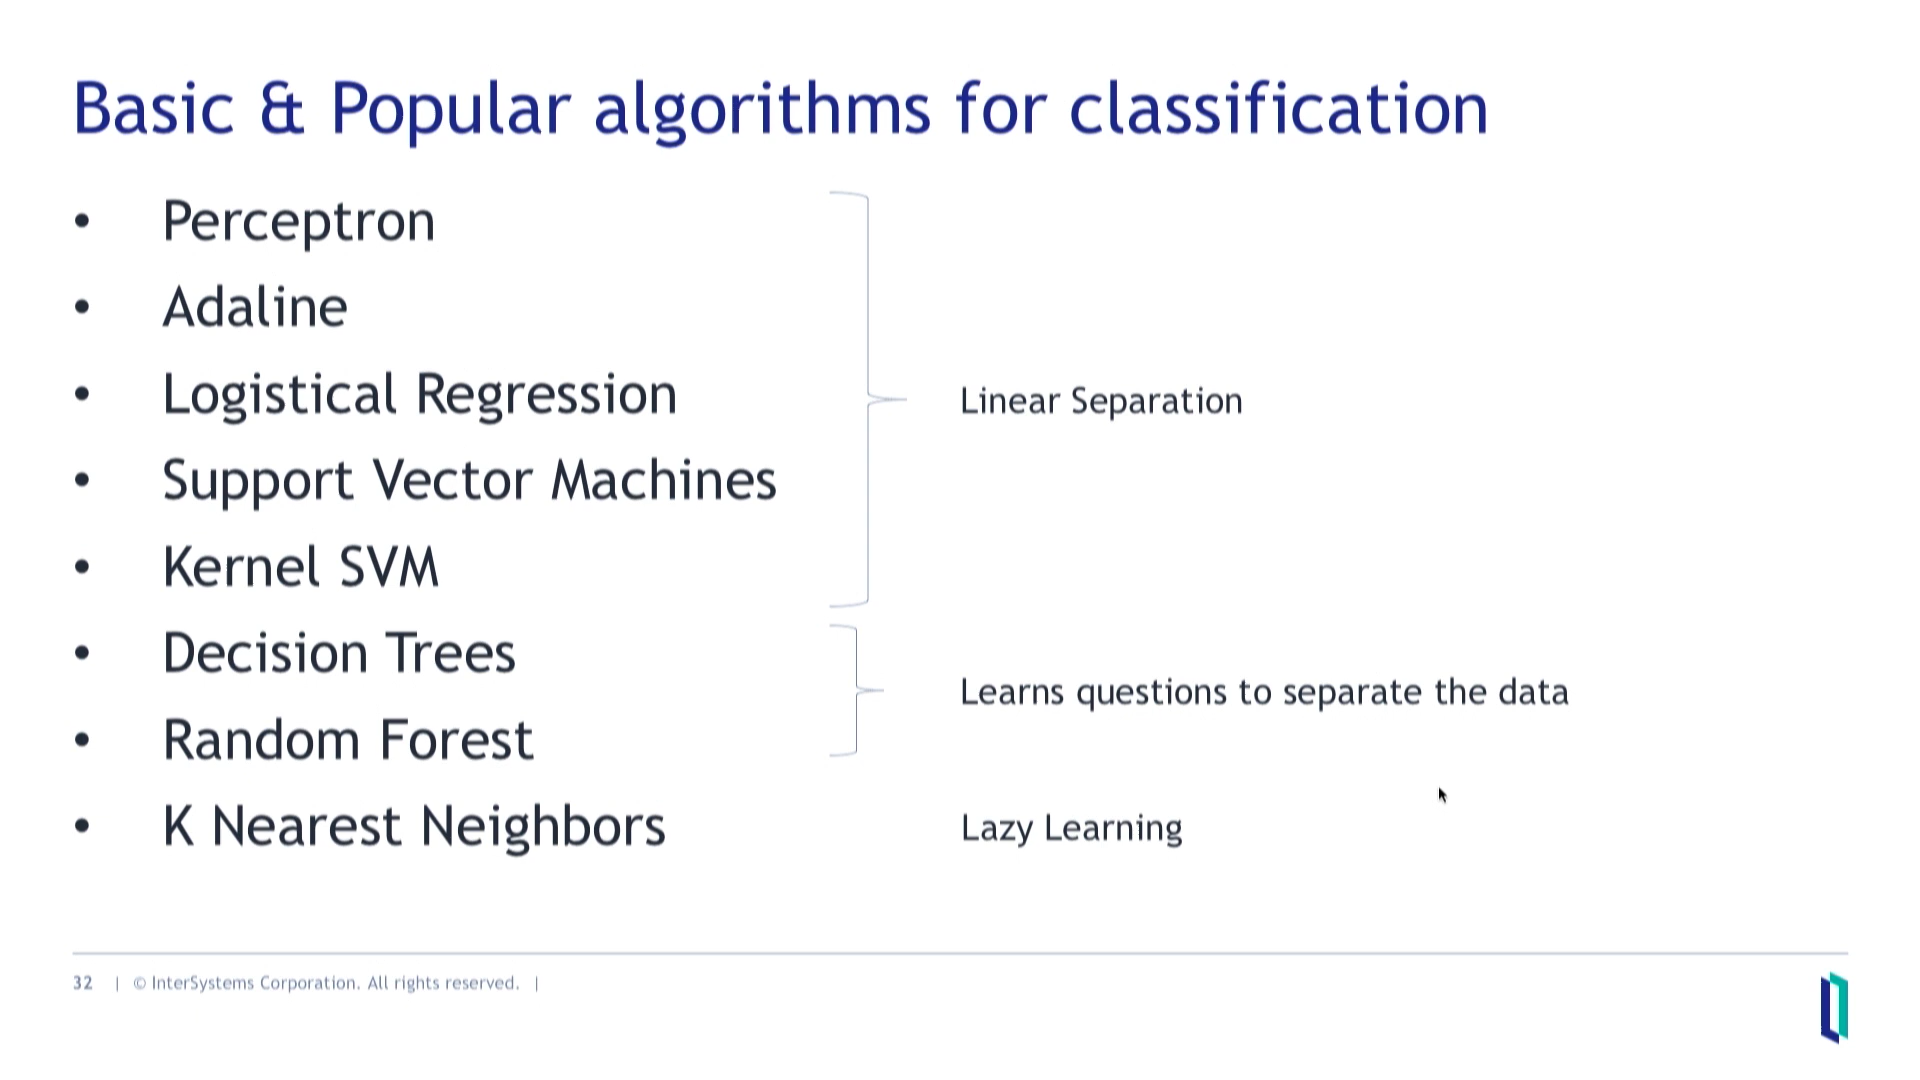 Basic & Popular algorithms for classification
• Perceptron
• Adaline
• Logistical Regression
• Support Vector Machines
• Kernel SVM
Linear Separation
• Decision Trees
• Random Forest
Learns questions to separate the data
• K Nearest Neighbors
Lazy Learning
32 | © InterSystems Corporation. All rights reserved. |